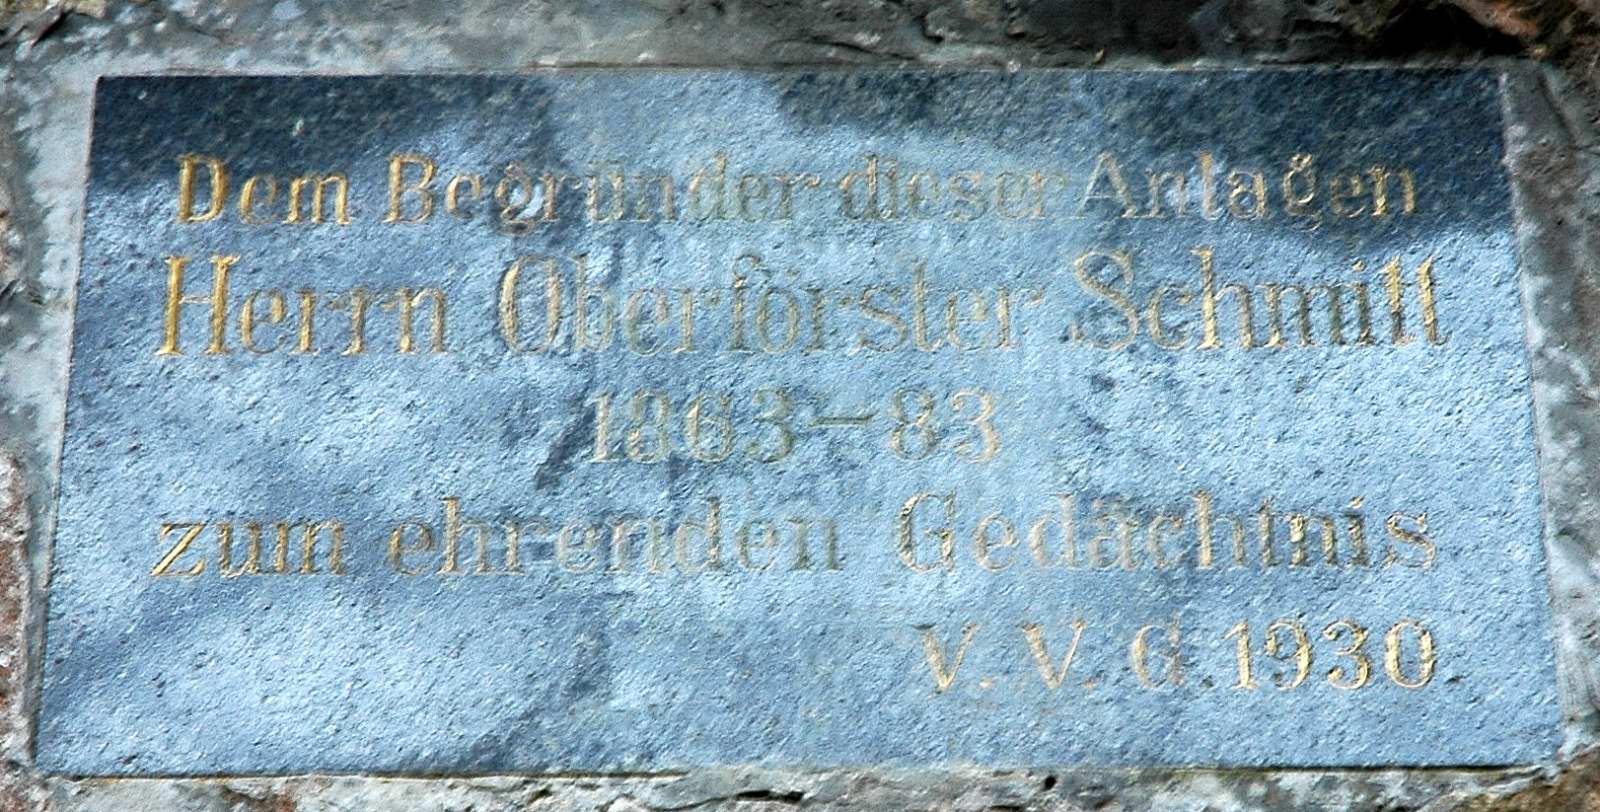 Dem Begründer dieser Anlagen
Herrn Oberförster Schmitt
1863-83
zum ehrenden Gedächtnis
V. V. G. 1930.